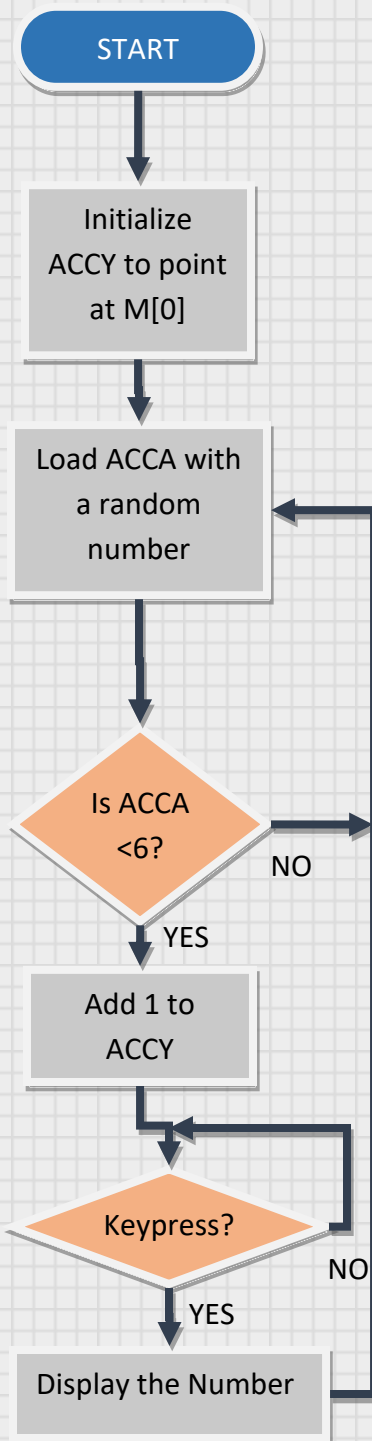 START
Initialize
ACCY to point
at M[0]
Load ACCA with
a random
number
Is ACCA
<6?
NO
YES
Add 1 to
ACCY
Keypress?
NO
YES
Display the Number